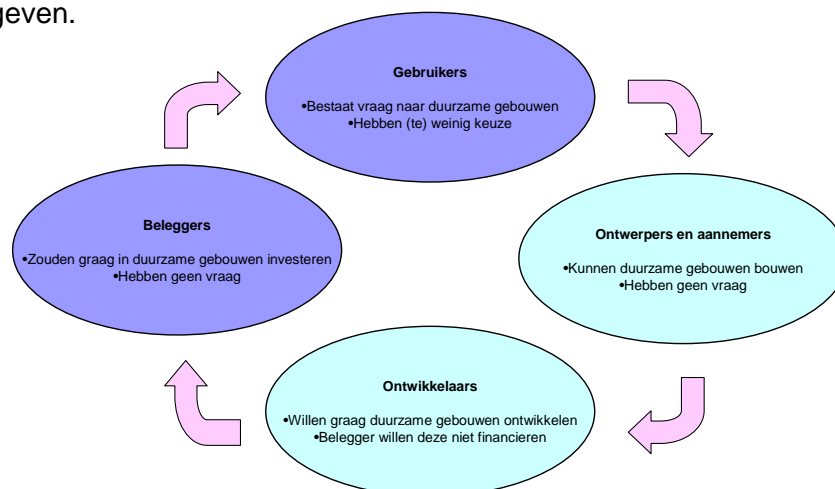 geven.
Gebruikers
•Bestaat vraag naar duurzame gebouwen
•Hebben (te) weinig keuze
Beleggers
•Zouden graag in duurzame gebouwen investeren
•Hebben geen vraag
Ontwerpers en aannemers
•Kunnen duurzame gebouwen bouwen
•Hebben geen vraag
Ontwikkelaars
•Willen graag duurzame gebouwen ontwikkelen
•Belegger willen deze niet financieren